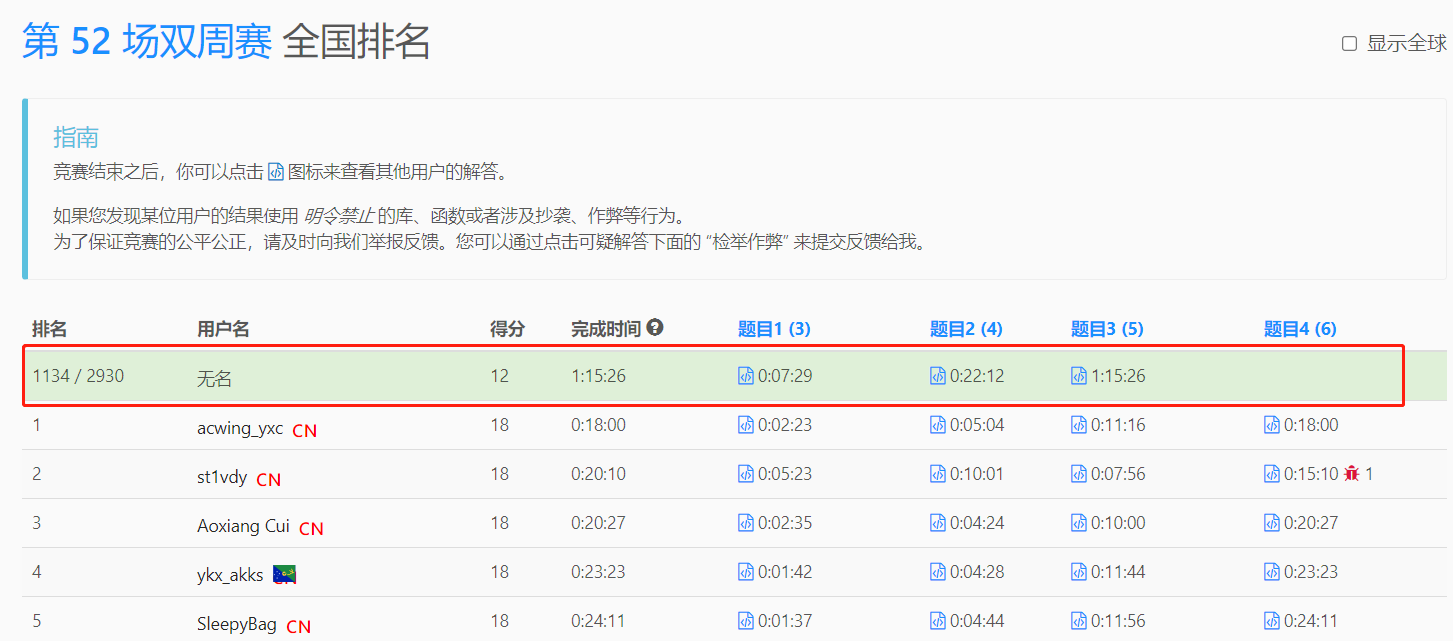 第 52 场双周赛 全国排名
显示全球
指南
竞赛结束之后，你可以点击 图标来查看其他用户的解答。
如果您发现某位用户的结果使用 明令禁止 的库、函数或者涉及抄袭、作弊等行为。
为了保证竞赛的公平公正，请及时向我们举报反馈。您可以通过点击可疑解答下面的 “检举作弊” 来提交反馈给我。
排名 用户名 得分 完成时间 题目1 (3) 题目2 (4) 题目3 (5) 题目4 (6)
1134 / 2930 无名 12 1:15:26 0:07:29 0:22:12 1:15:26
1 acwing_yxc CN 18 0:18:00 0:02:23 0:05:04 0:11:16 0:18:00
2 st1vdy CN 18 0:20:10 0:05:23 0:10:01 0:07:56 0:15:10 1
3 Aoxiang Cui CN 18 0:20:27 0:02:35 0:04:24 0:10:00 0:20:27
4 ykx_akks 18 0:23:23 0:01:42 0:04:28 0:11:44 0:23:23
5 SleepyBag CN 18 0:24:11 0:01:37 0:04:44 0:11:56 0:24:11